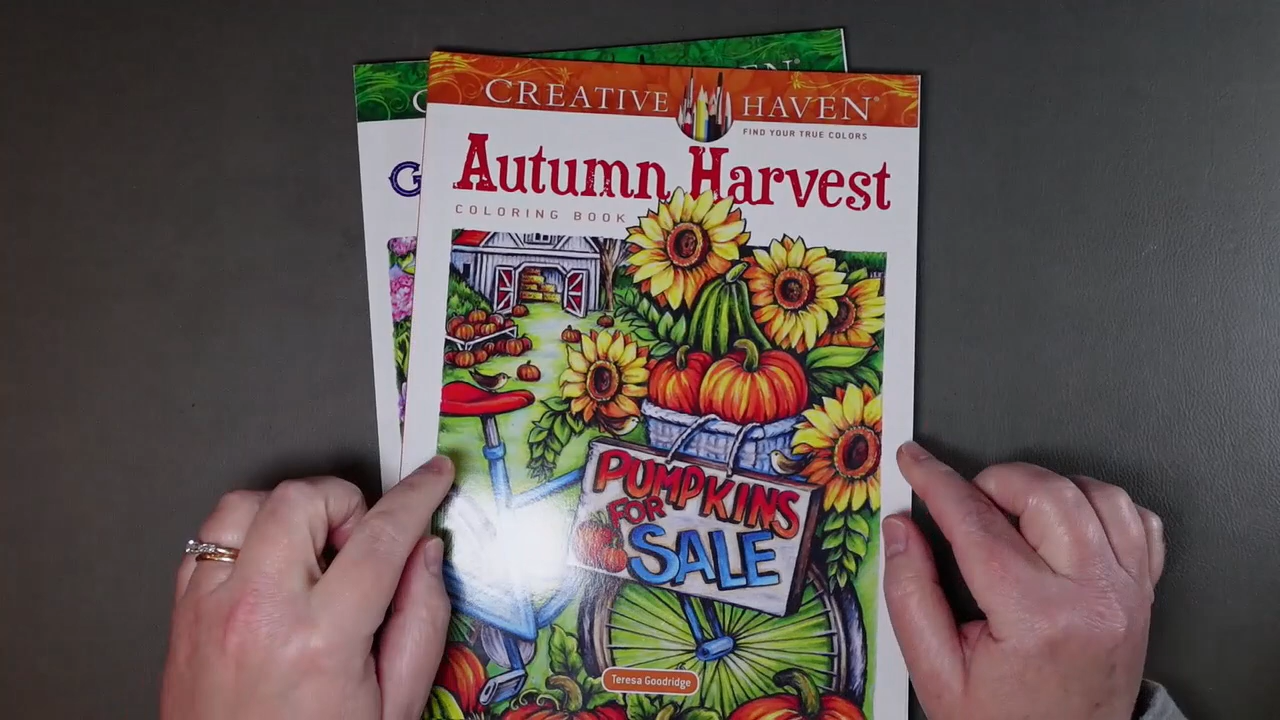 CREATIVE HAVEN®
FIND YOUR TRUE COLORS
Autumn Harvest
COLORING BOOK
PUMPKINS
FOR
SALE
Teresa Goodridge